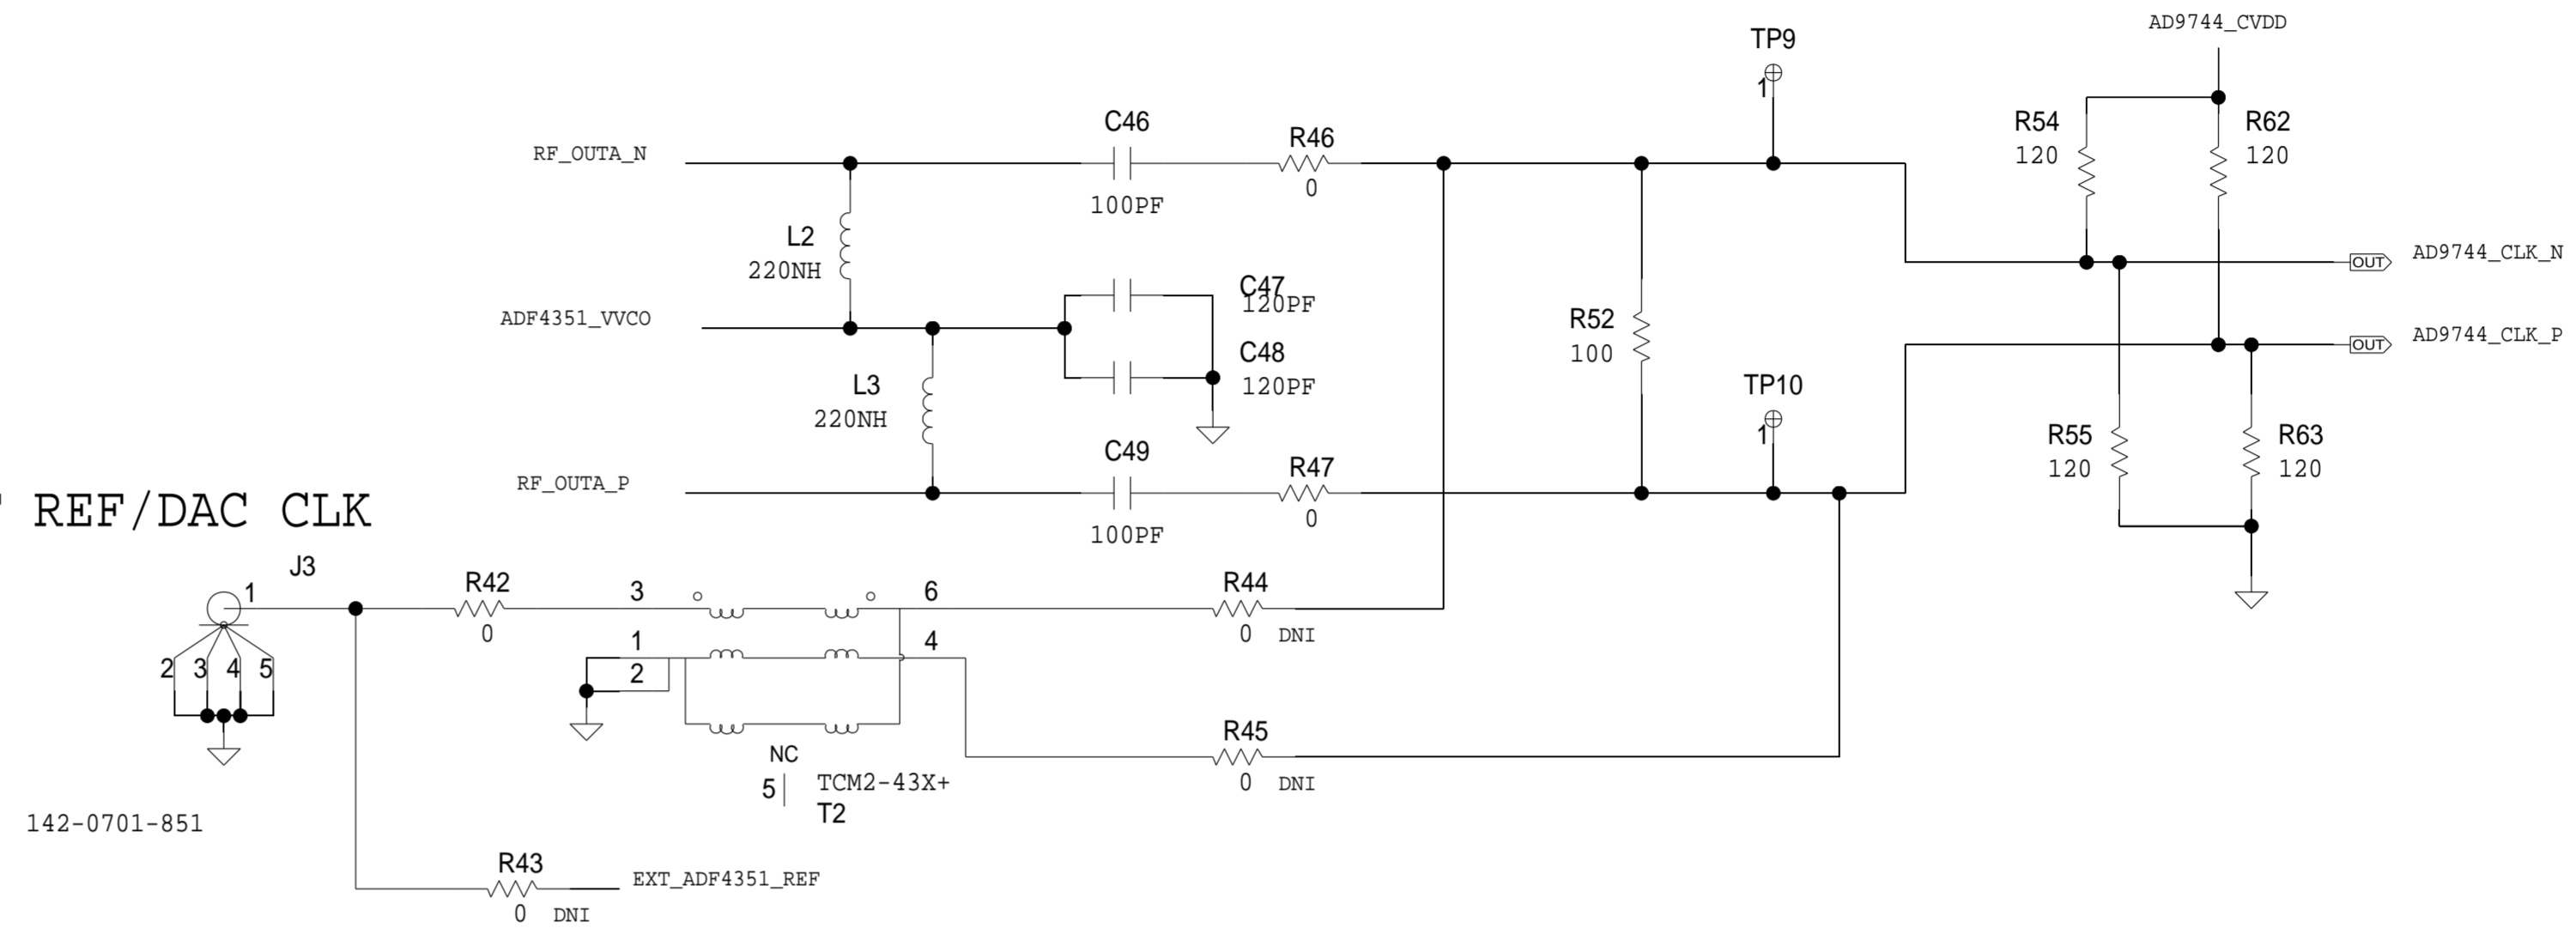 AD9744_CVDD
TP9
1
C46
R46
R54
R62
RF_OUTA_N
120
120
0
100PF
L2
220NH
AD9744_CLK_N
OUT
C47
120PF
ADF4351_VVCO
R52
100
AD9744_CLK_P
OUT
C48
120PF
L3
220NH
TP10
1
R55
120
R63
120
C49
R47
RF_OUTA_P
0
100PF
REF/DAC CLK
J3
1
R42
0
3
6
R44
0 DNI
1
4
2
2 3 4 5
R45
0 DNI
NC
5
TCM2-43X+
T2
142-0701-851
R43
EXT_ADF4351_REF
0 DNI